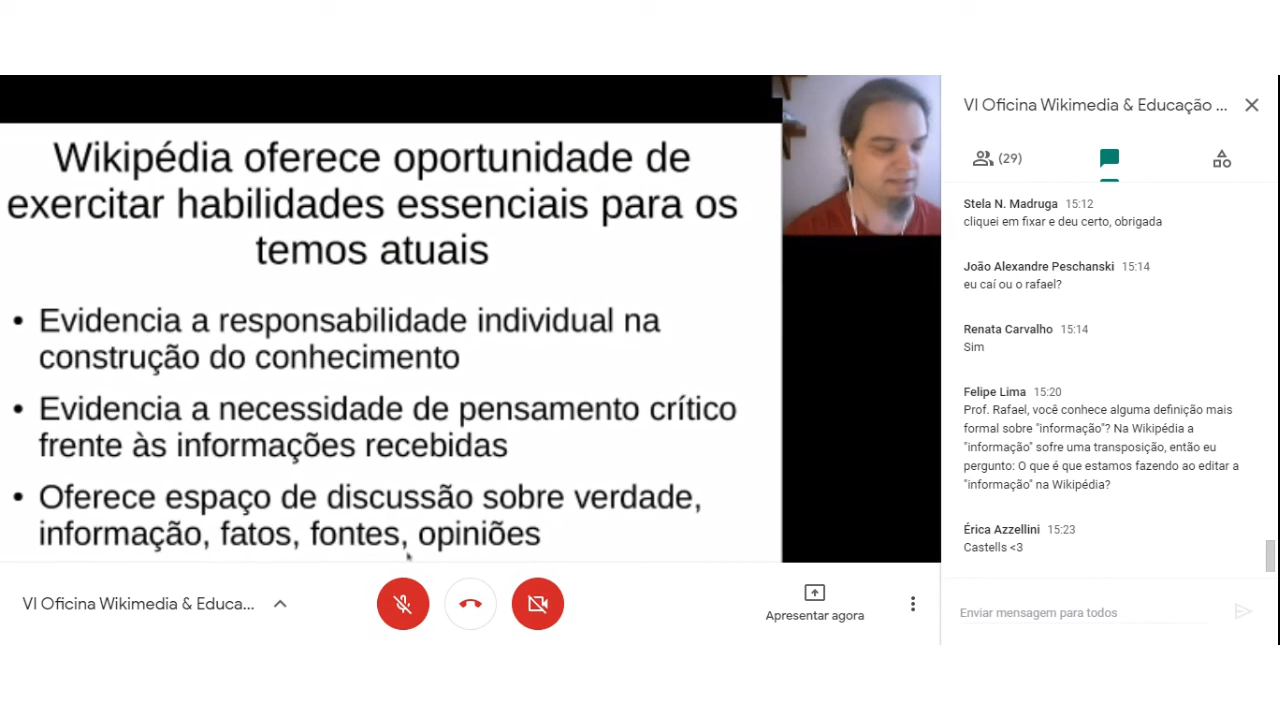 Wikipédia oferece oportunidade de
exercitar habilidades essenciais para os
temos atuais
• Evidencia a responsabilidade individual na
construção do conhecimento
• Evidencia a necessidade de pensamento crítico
frente às informações recebidas
• Oferece espaço de discussão sobre verdade,
informação, fatos, fontes, opiniões
VI Oficina Wikimedia & Educa...
Apresentar agora
VI Oficina Wikimedia & Educação ...
(29)
Stela N. Madruga 15:12
cliquei em fixar e deu certo, obrigada
João Alexandre Peschanski 15:14
eu caí ou o rafael?
Renata Carvalho 15:14
Sim
Felipe Lima 15:20
Prof. Rafael, você conhece alguma definição mais
formal sobre "informação"? Na Wikipédia a
"informação" sofre uma transposição, então eu
pergunto: O que é que estamos fazendo ao editar a
"informação" na Wikipédia?
Érica Azzellini 15:23
Castells <3
Enviar mensagem para todos